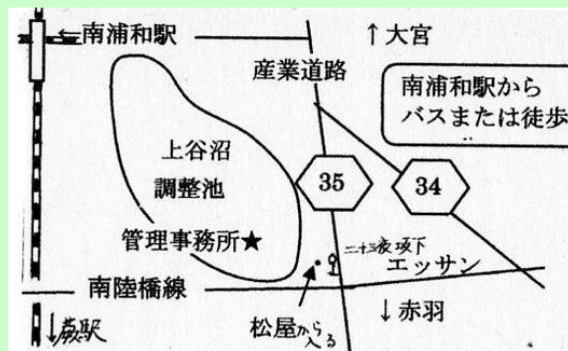 南浦和駅
↑大宮
産業道路
南浦和駅から
バスまたは徒歩
上谷沼
調整池
35
34
管理事務所★
二十三夜坂下
エッサン
南陸橋線
松屋から
入る
↓赤羽
↓蕨駅